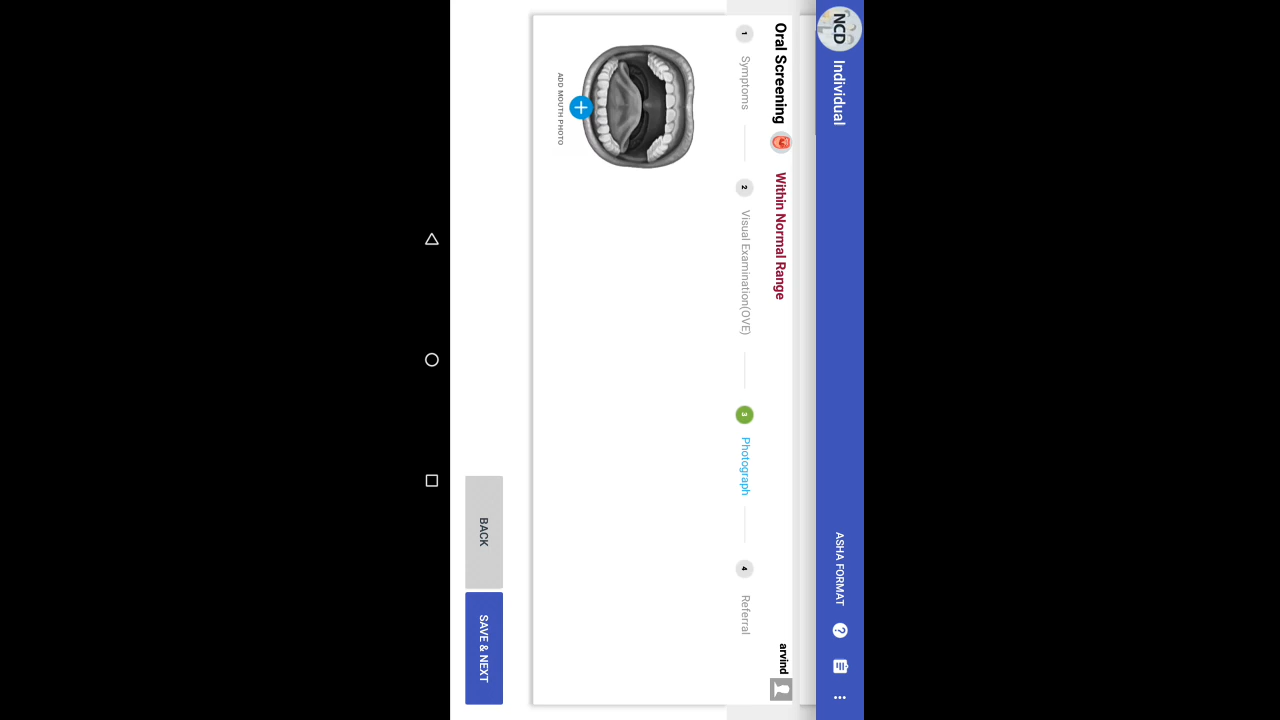 NCD Individual ASHA FORMAT ?
Oral Screening Within Normal Range arvind
1 Symptoms 2 Visual Examination(OVE) 3 Photograph 4 Referral
ADD MOUTH PHOTO
BACK SAVE & NEXT